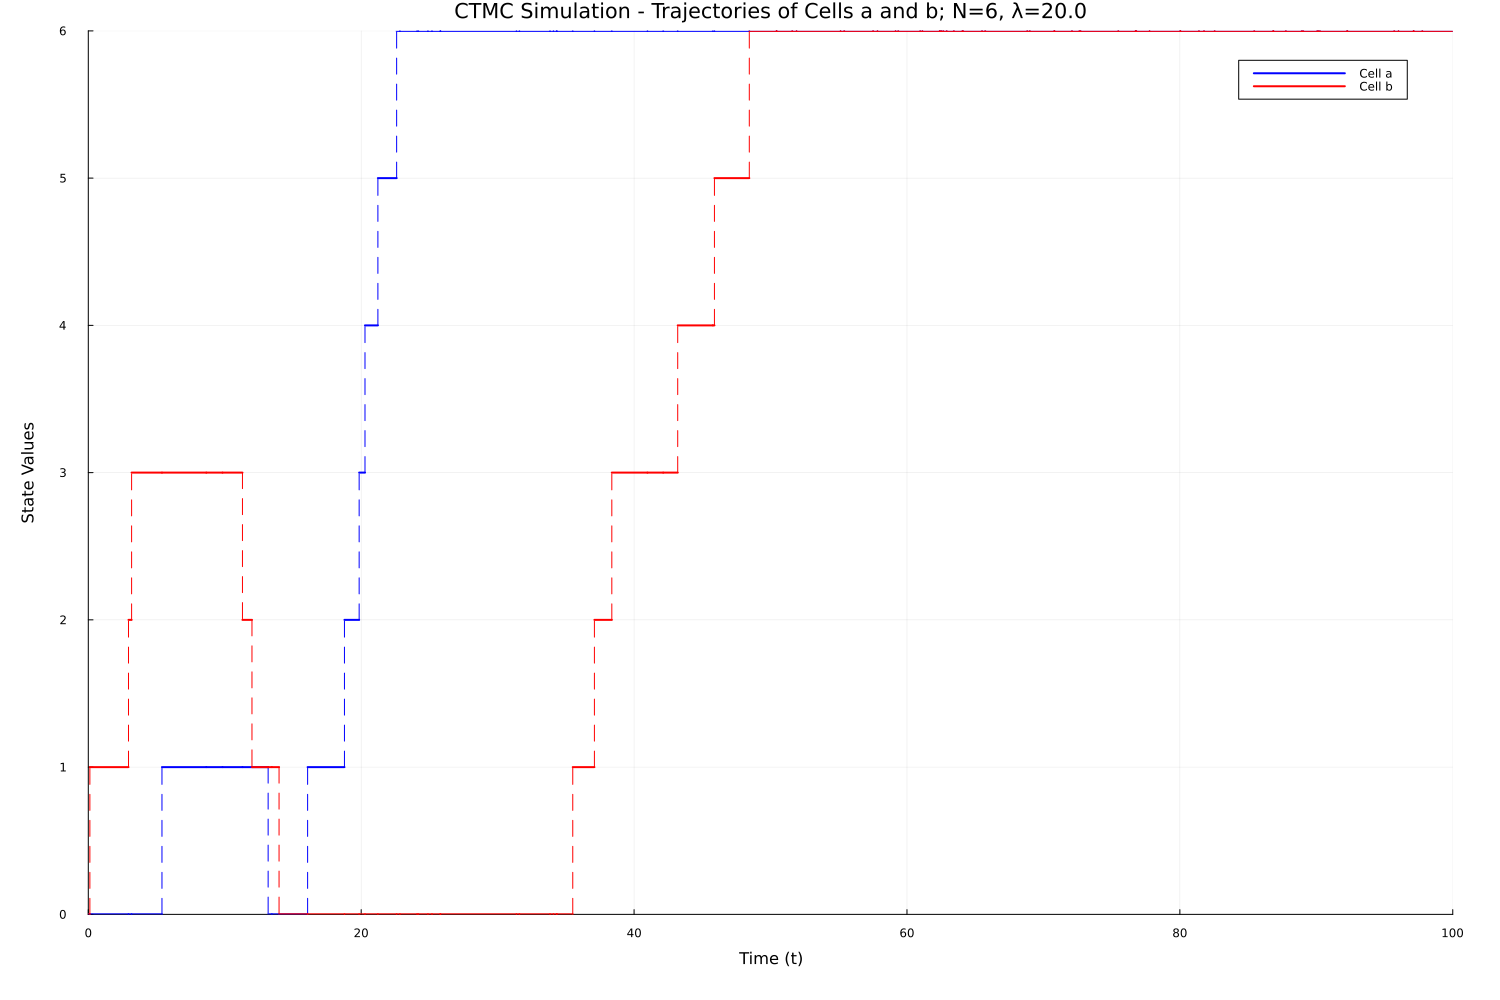 CTMC Simulation - Trajectories of Cells a and b; N=6, λ=20.0
6
5
4
3
2
1
0
State Values
Cell a
Cell b
0 20 40 60 80 100
Time (t)